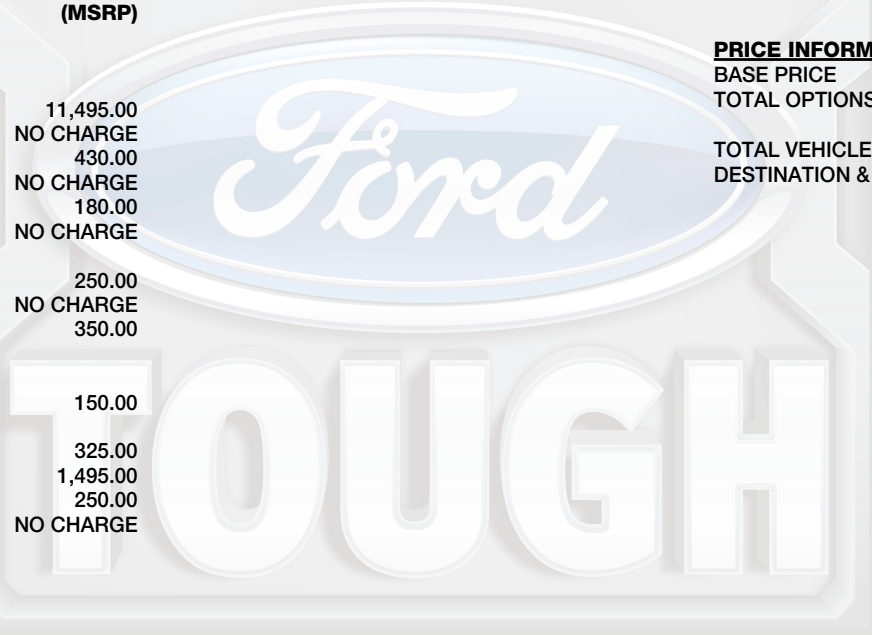 (MSRP)
11,495.00
NO CHARGE
430.00
NO CHARGE
180.00
NO CHARGE
250.00
NO CHARGE
350.00
150.00
325.00
1,495.00
250.00
NO CHARGE
PRICE INFORM
BASE PRICE
TOTAL OPTIONS
TOTAL VEHICLE
DESTINATION &
Ford
TOUGH